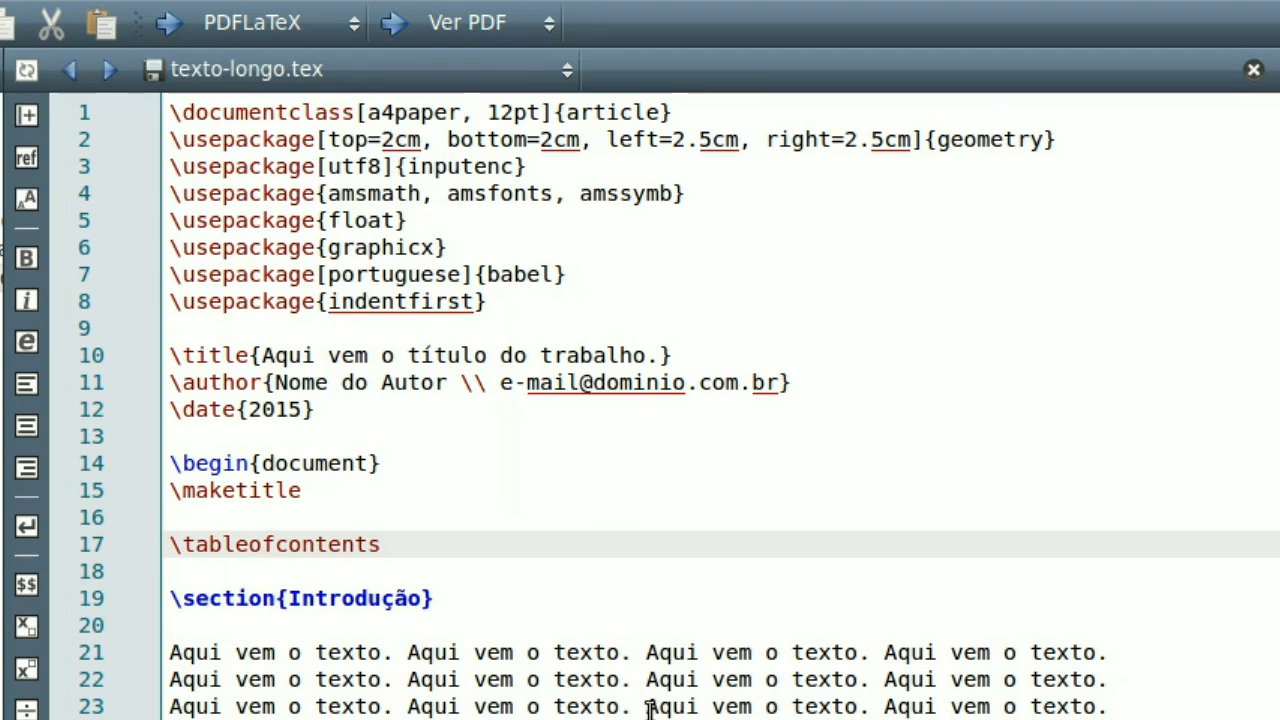 PDFLaTeX Ver PDF
texto-longo.tex
1 \documentclass[a4paper, 12pt]{article}
2 \usepackage[top=2cm, bottom=2cm, left=2.5cm, right=2.5cm]{geometry}
3 \usepackage[utf8]{inputenc}
4 \usepackage{amsmath, amsfonts, amssymb}
5 \usepackage{float}
6 \usepackage{graphicx}
7 \usepackage[portuguese]{babel}
8 \usepackage{indentfirst}
9
10 \title{Aqui vem o título do trabalho.}
11 \author{Nome do Autor \\ e-mail@dominio.com.br}
12 \date{2015}
13
14 \begin{document}
15 \maketitle
16
17 \tableofcontents
18
19 \section{Introdução}
20
21 Aqui vem o texto. Aqui vem o texto. Aqui vem o texto. Aqui vem o texto.
22 Aqui vem o texto. Aqui vem o texto. Aqui vem o texto. Aqui vem o texto.
23 Aqui vem o texto. Aqui vem o texto. Aqui vem o texto. Aqui vem o texto.
ref
B
i
e
$$